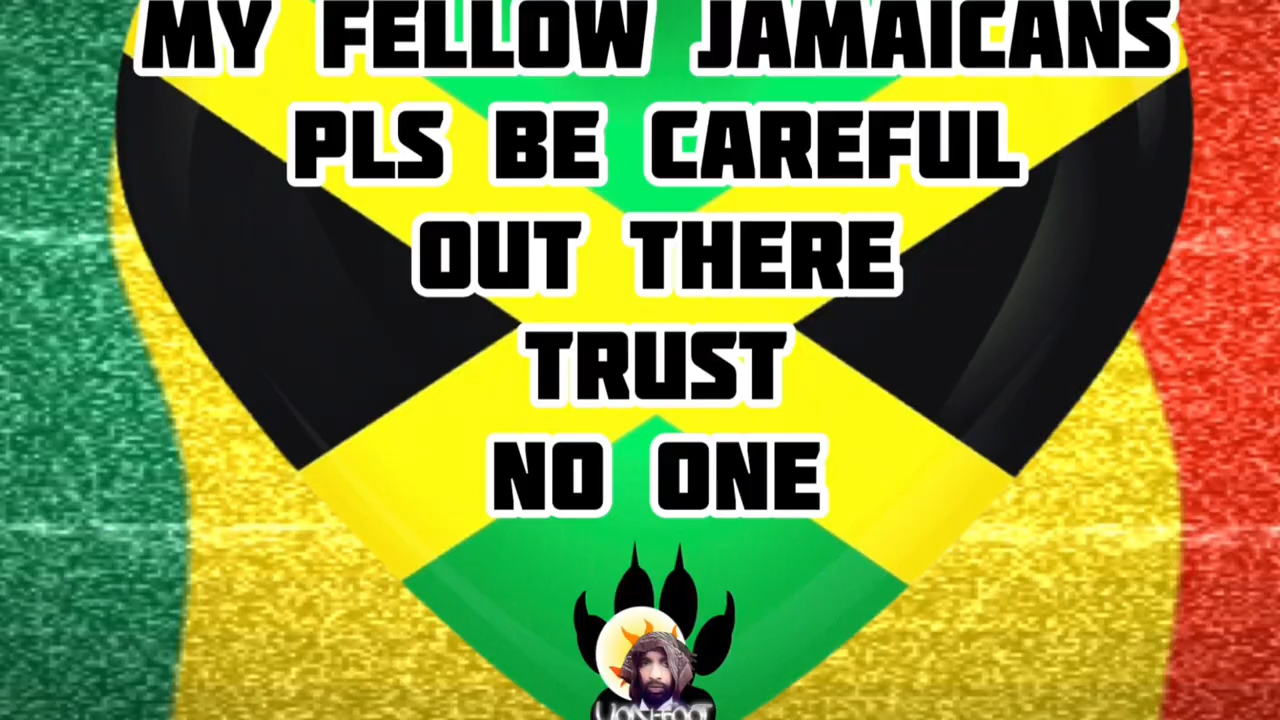 MY FELLOW JAMAICANS
PLS BE CAREFUL
OUT THERE
TRUST
NO ONE